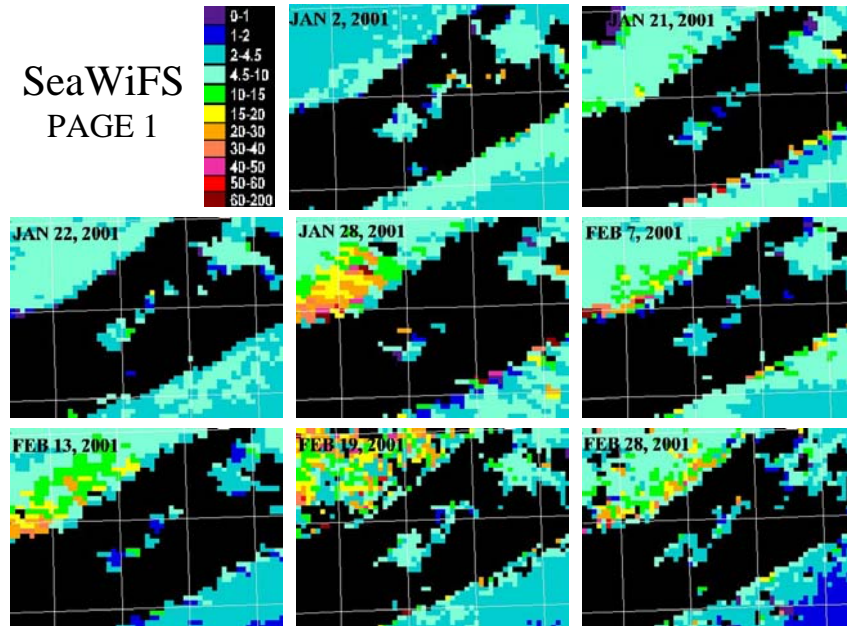 SeaWiFS
PAGE 1
0-1
1-2
2-4.5
4.5-10
10-15
15-20
20-30
30-40
40-50
50-60
60-200
JAN 2, 2001
JAN 21, 2001
JAN 22, 2001
JAN 28, 2001
FEB 7, 2001
FEB 13, 2001
FEB 19, 2001
FEB 28, 2001